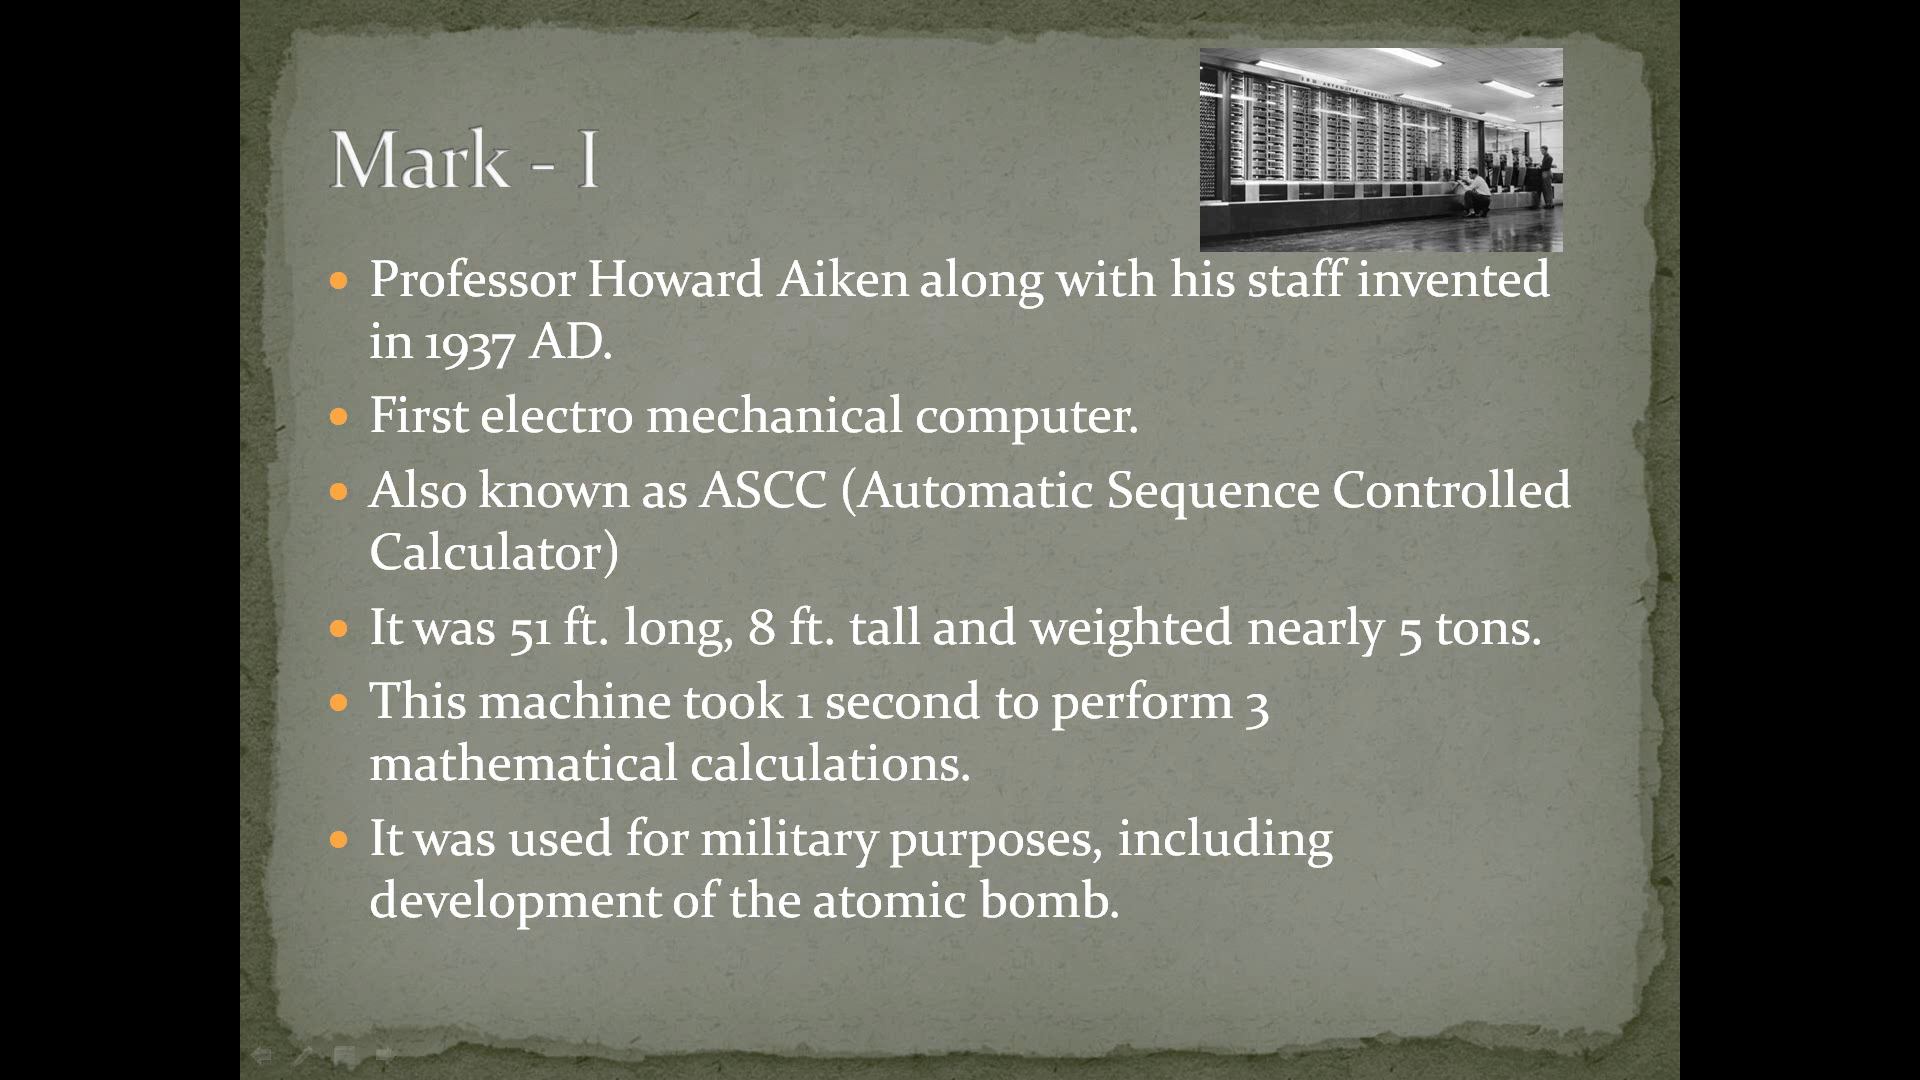 Mark - I
Professor Howard Aiken along with his staff invented
in 1937 AD.
First electro mechanical computer.
Also known as ASCC (Automatic Sequence Controlled
Calculator)
It was 51 ft. long, 8 ft. tall and weighted nearly 5 tons.
This machine took 1 second to perform 3
mathematical calculations.
It was used for military purposes, including
development of the atomic bomb.